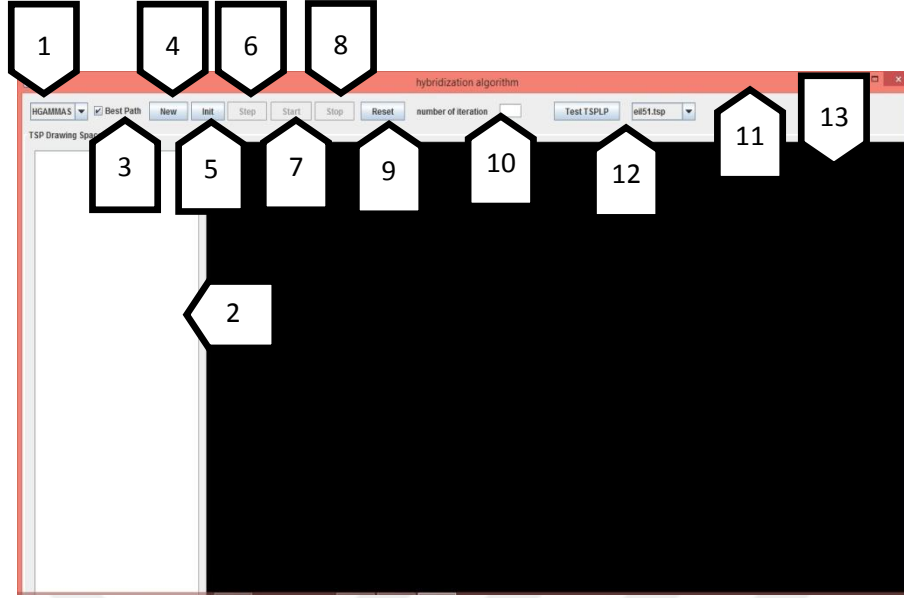 1 4 6 8
hybridization algorithm
HGAMMAS Best Path New Init Step Start Stop Reset number of iteration Test TSPLP eil51.tsp
TSP Drawing Spac
3 5 7 9 10 12 11 13
2